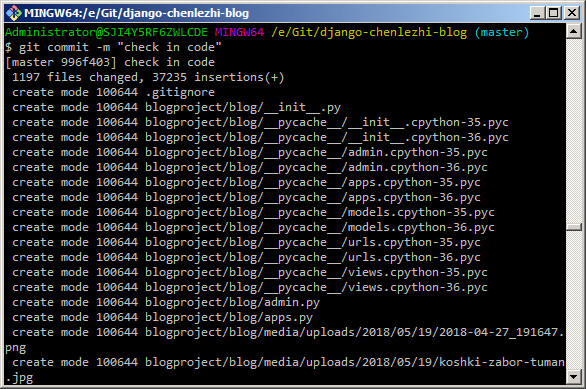 MINGW64:/e/Git/django-chenlezhi-blog
Administrator@SJI4Y5RF6ZWLCDE MINGW64 /e/Git/django-chenlezhi-blog (master)
$ git commit -m "check in code"
[master 996f403] check in code
 1197 files changed, 37235 insertions(+)
 create mode 100644 .gitignore
 create mode 100644 blogproject/blog/__init__.py
 create mode 100644 blogproject/blog/__pycache__/__init__.cpython-35.pyc
 create mode 100644 blogproject/blog/__pycache__/__init__.cpython-36.pyc
 create mode 100644 blogproject/blog/__pycache__/admin.cpython-35.pyc
 create mode 100644 blogproject/blog/__pycache__/admin.cpython-36.pyc
 create mode 100644 blogproject/blog/__pycache__/apps.cpython-35.pyc
 create mode 100644 blogproject/blog/__pycache__/apps.cpython-36.pyc
 create mode 100644 blogproject/blog/__pycache__/models.cpython-35.pyc
 create mode 100644 blogproject/blog/__pycache__/models.cpython-36.pyc
 create mode 100644 blogproject/blog/__pycache__/urls.cpython-35.pyc
 create mode 100644 blogproject/blog/__pycache__/urls.cpython-36.pyc
 create mode 100644 blogproject/blog/__pycache__/views.cpython-35.pyc
 create mode 100644 blogproject/blog/__pycache__/views.cpython-36.pyc
 create mode 100644 blogproject/blog/admin.py
 create mode 100644 blogproject/blog/apps.py
 create mode 100644 blogproject/blog/media/uploads/2018/05/19/2018-04-27_191647.
png
 create mode 100644 blogproject/blog/media/uploads/2018/05/19/koshki-zabor-tuman
.jpg